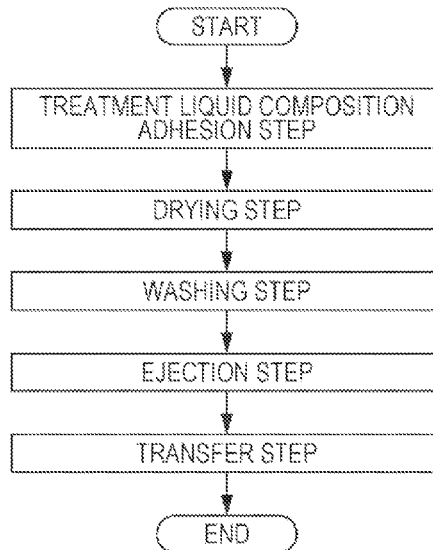 START
TREATMENT LIQUID COMPOSITION
ADHESION STEP
DRYING STEP
WASHING STEP
EJECTION STEP
TRANSFER STEP
END